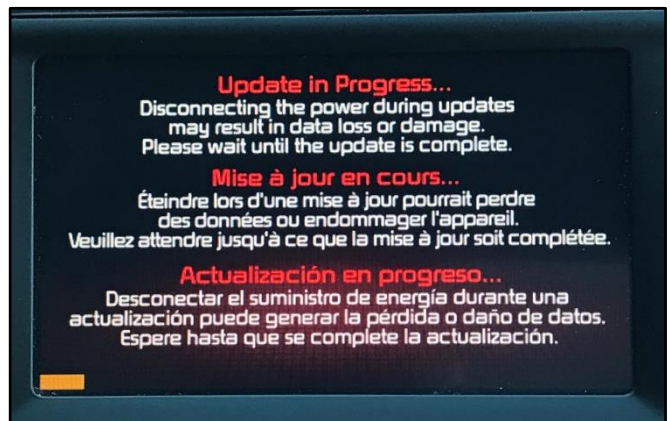 Update in Progress...
Disconnecting the power during updates
may result in data loss or damage.
Please wait until the update is complete.
Mise à jour en cours...
Éteindre lors d'une mise à jour pourrait perdre
des données ou endommager l'appareil.
Veuillez attendre jusqu'à ce que la mise à jour soit complétée.
Actualización en progreso...
Desconectar el suministro de energía durante una
actualización puede generar la pérdida o daño de datos.
Espere hasta que se complete la actualización.